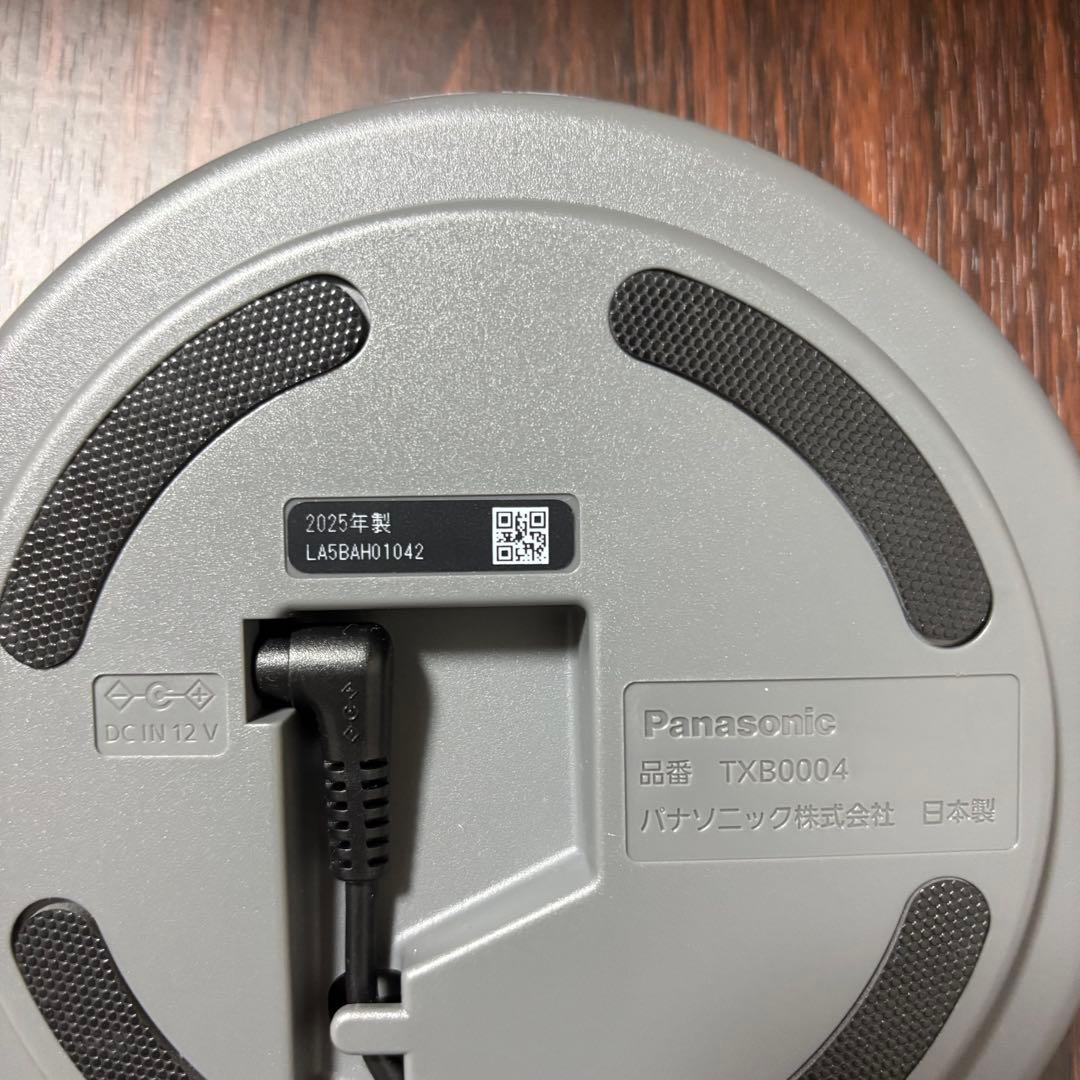 2025年製
LA5BAH01042
DC IN 12 V
Panasonic
品番 TXB0004
パナソニック株式会社 日本製